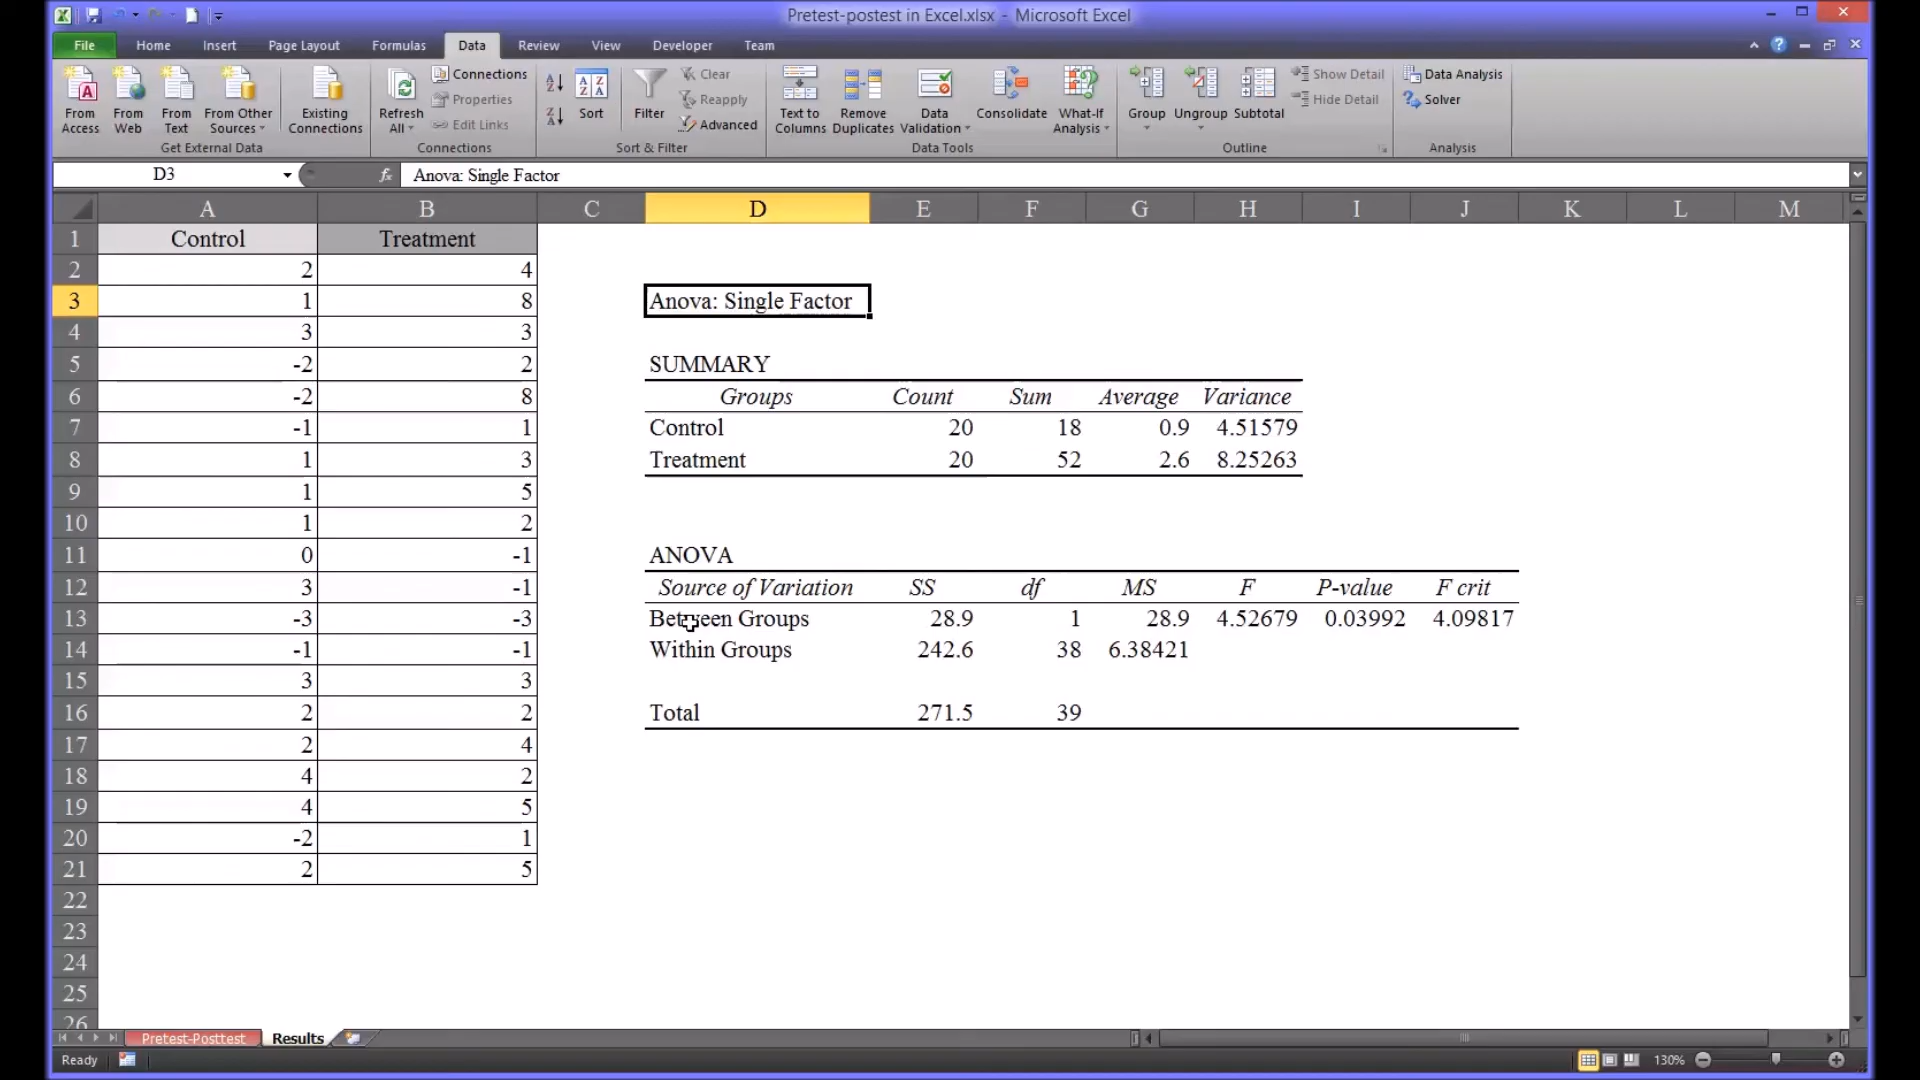 Pretest-postest in Excel.xlsx - Microsoft Excel
File Home Insert Page Layout Formulas Data Review View Developer Team
From Access
From Web
From Text
From Other Sources
Existing Connections
Get External Data
Refresh All
Connections
Properties
Edit Links
Connections
Sort
Filter
Clear
Reapply
Advanced
Sort & Filter
Text to Columns
Remove Duplicates
Data Validation
Consolidate
What-If Analysis
Data Tools
Group
Ungroup
Subtotal
Show Detail
Hide Detail
Outline
Data Analysis
Solver
Analysis
D3 fx Anova: Single Factor
A B C D E F G H I J K L M
1 Control Treatment
2 2 4
3 1 8 Anova: Single Factor
4 3 3
5 -2 2 SUMMARY
6 -2 8 Groups Count Sum Average Variance
7 -1 1 Control 20 18 0.9 4.51579
8 1 3 Treatment 20 52 2.6 8.25263
9 1 5
10 1 2
11 0 -1 ANOVA
12 3 -1 Source of Variation SS df MS F P-value F crit
13 -3 -3 Between Groups 28.9 1 28.9 4.52679 0.03992 4.09817
14 -1 -1 Within Groups 242.6 38 6.38421
15 3 3
16 2 2 Total 271.5 39
17 2 4
18 4 2
19 4 5
20 -2 1
21 2 5
22
23
24
25
26
Pretest-Posttest Results
Ready 130%